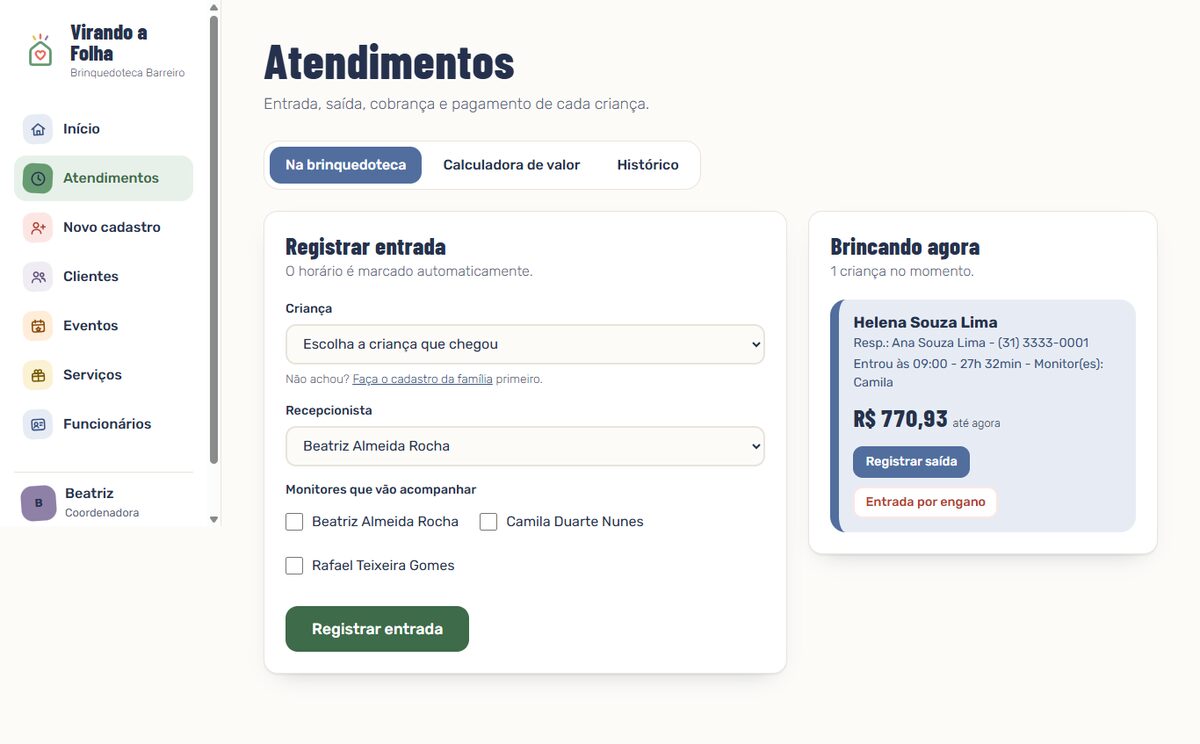 Virando a
Folha
Brinquedoteca Barreiro
Início
Atendimentos
Novo cadastro
Clientes
Eventos
Serviços
Funcionários
B
Beatriz
Coordenadora
Atendimentos
Entrada, saída, cobrança e pagamento de cada criança.
Na brinquedoteca
Calculadora de valor
Histórico
Registrar entrada
O horário é marcado automaticamente.
Criança
Escolha a criança que chegou
Não achou? Faça o cadastro da família primeiro.
Recepcionista
Beatriz Almeida Rocha
Monitores que vão acompanhar
Beatriz Almeida Rocha
Camila Duarte Nunes
Rafael Teixeira Gomes
Registrar entrada
Brincando agora
1 criança no momento.
Helena Souza Lima
Resp.: Ana Souza Lima - (31) 3333-0001
Entrou às 09:00 - 27h 32min - Monitor(es):
Camila
R$ 770,93 até agora
Registrar saída
Entrada por engano